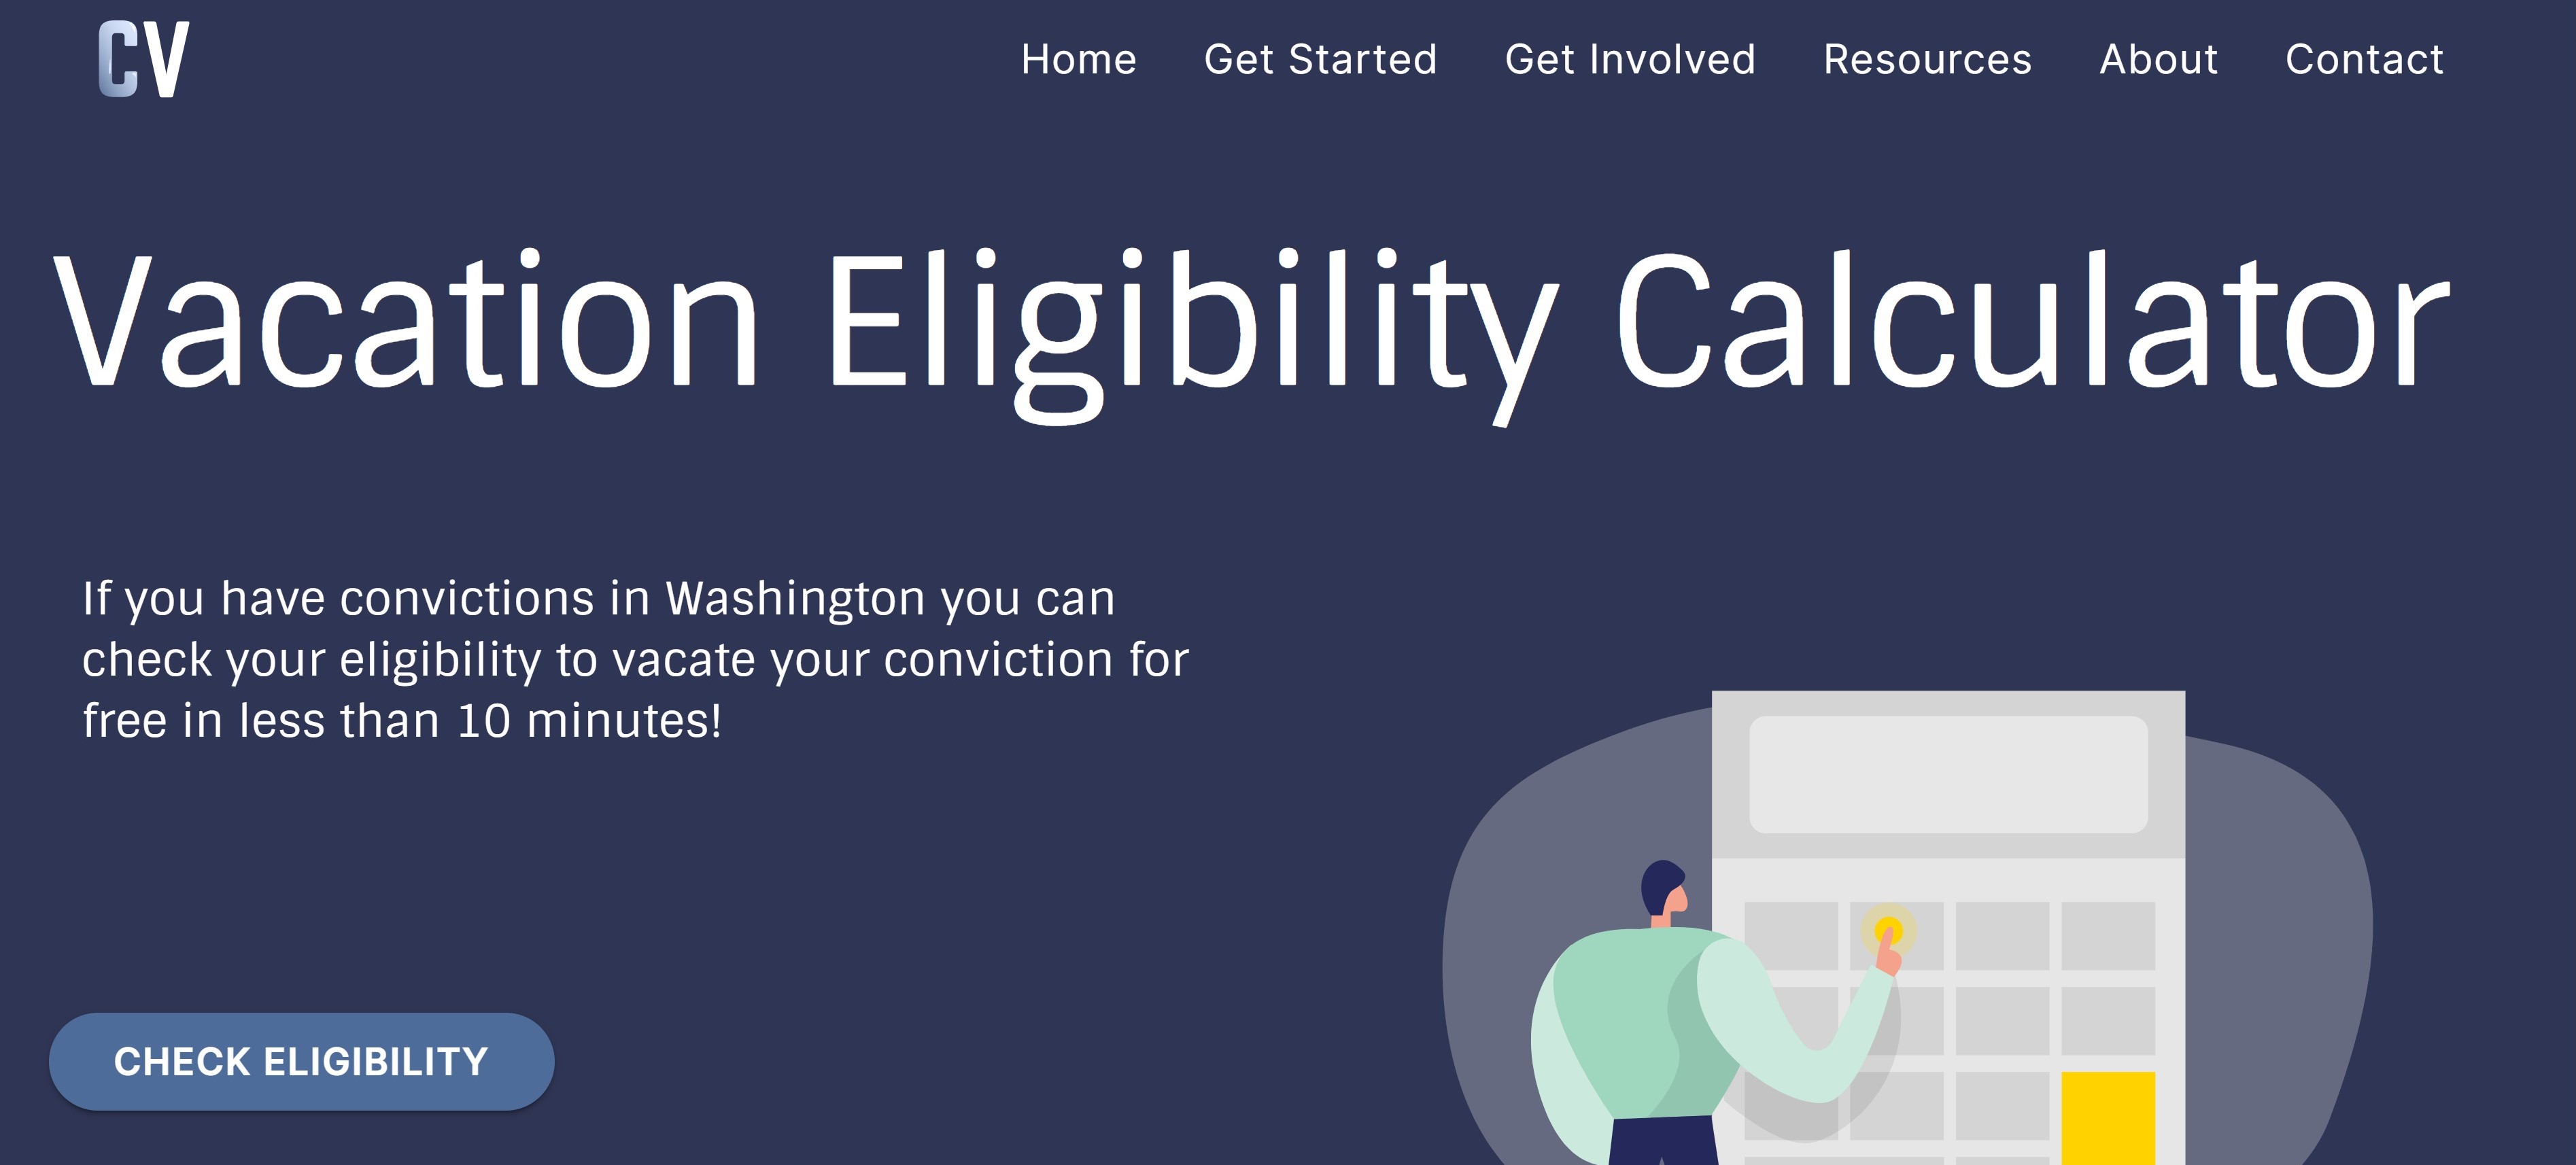 CV
Home Get Started Get Involved Resources About Contact
Vacation Eligibility Calculator
If you have convictions in Washington you can
check your eligibility to vacate your conviction for
free in less than 10 minutes!
CHECK ELIGIBILITY